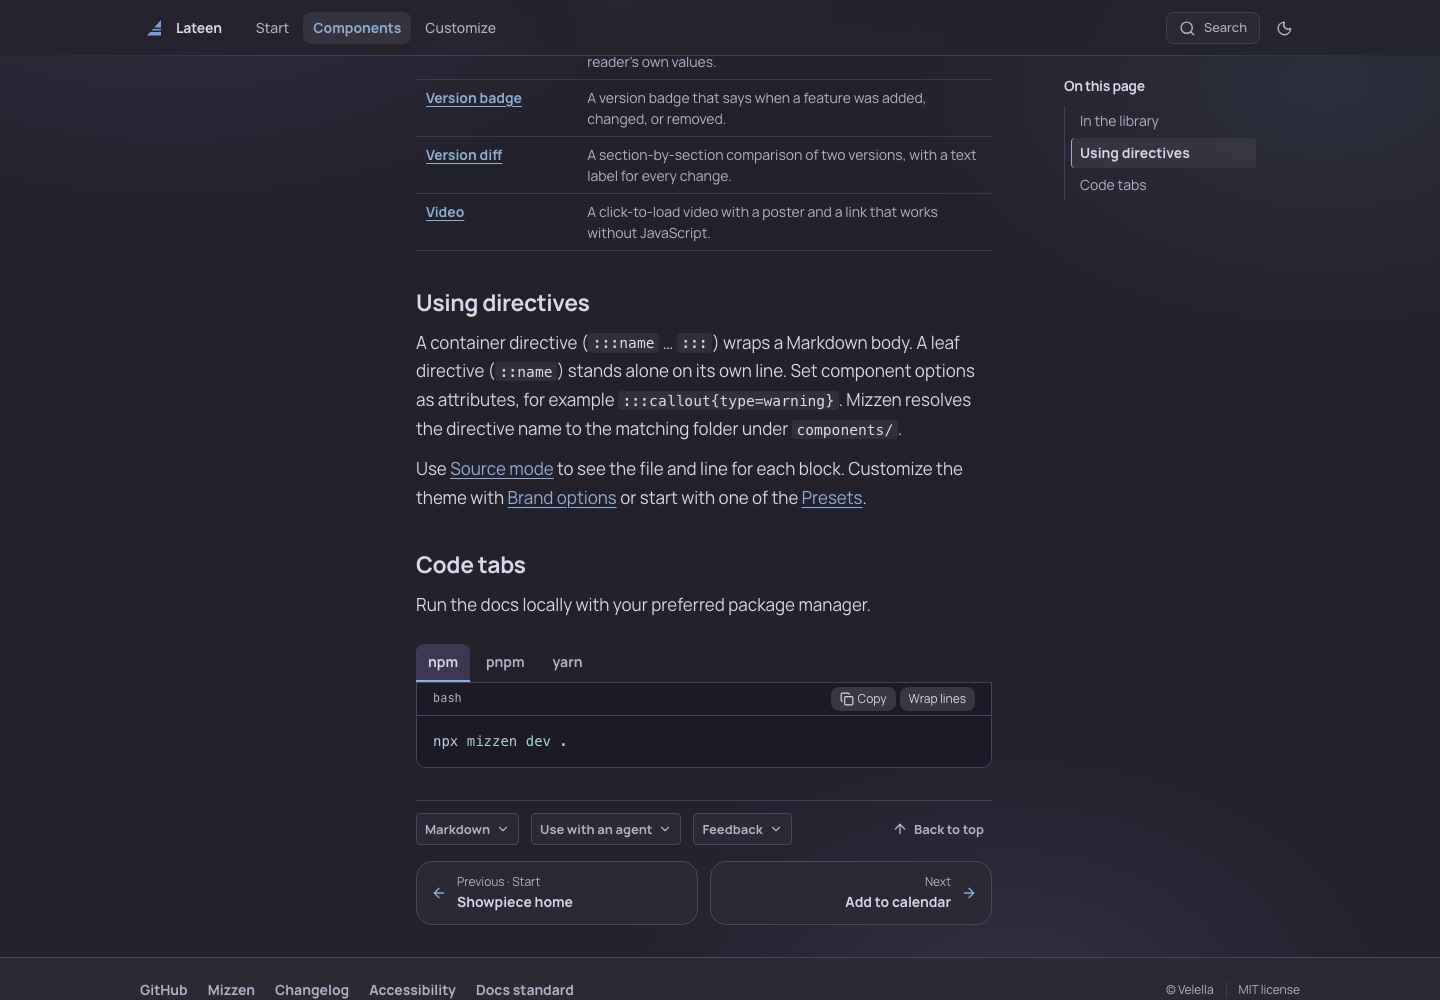 Lateen
Start
Components
Customize
Search
reader's own values.
Version badge
A version badge that says when a feature was added,
changed, or removed.
Version diff
A section-by-section comparison of two versions, with a text
label for every change.
Video
A click-to-load video with a poster and a link that works
without JavaScript.
On this page
In the library
Using directives
Code tabs
Using directives
A container directive (:::name … :::) wraps a Markdown body. A leaf
directive (::name) stands alone on its own line. Set component options
as attributes, for example :::callout{type=warning}. Mizzen resolves
the directive name to the matching folder under components/.
Use Source mode to see the file and line for each block. Customize the
theme with Brand options or start with one of the Presets.
Code tabs
Run the docs locally with your preferred package manager.
npm
pnpm
yarn
bash
Copy
Wrap lines
npx mizzen dev .
Markdown
Use with an agent
Feedback
Back to top
Previous · Start
Showpiece home
Next
Add to calendar
GitHub
Mizzen
Changelog
Accessibility
Docs standard
© Velella
MIT license